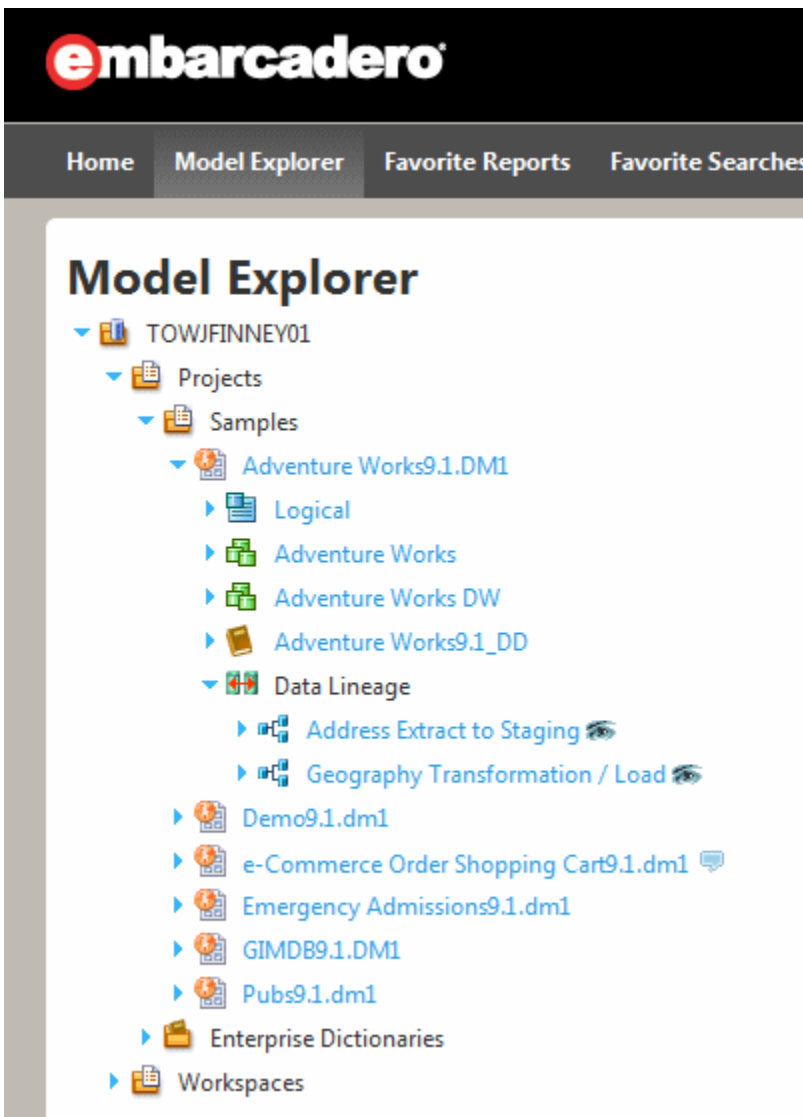 embarcadero
Home Model Explorer Favorite Reports Favorite Searches
Model Explorer
TOWJFINNEY01
Projects
Samples
Adventure Works9.1.DM1
Logical
Adventure Works
Adventure Works DW
Adventure Works9.1_DD
Data Lineage
Address Extract to Staging
Geography Transformation / Load
Demo9.1.dm1
e-Commerce Order Shopping Cart9.1.dm1
Emergency Admissions9.1.dm1
GIMDB9.1.DM1
Pubs9.1.dm1
Enterprise Dictionaries
Workspaces